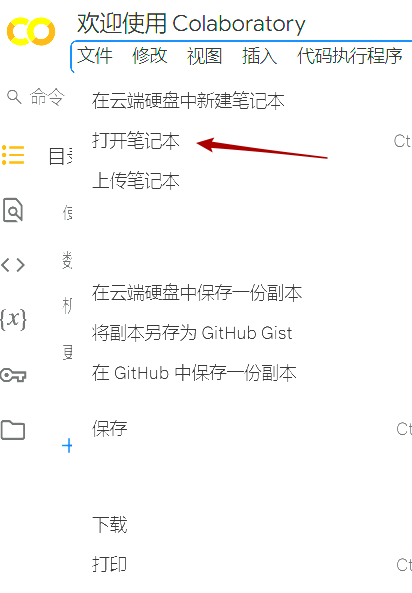 欢迎使用 Colaboratory
文件 修改 视图 插入 代码执行程序
命令
在云端硬盘中新建笔记本
打开笔记本 Ct
目录
上传笔记本
在云端硬盘中保存一份副本
将副本另存为 GitHub Gist
更
在 GitHub 中保存一份副本
保存 Ct
下载
打印 Ct